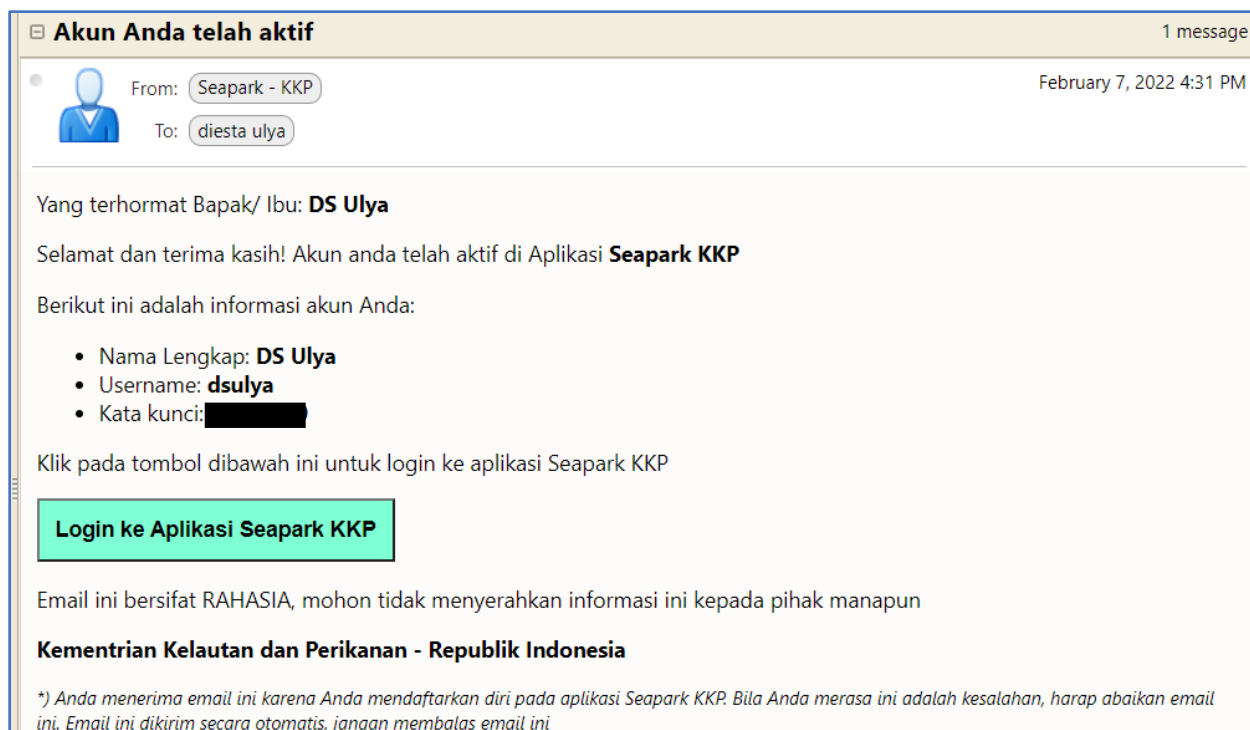 Akun Anda telah aktif 1 message
From: Seapark - KKP February 7, 2022 4:31 PM
To: diesta ulya
Yang terhormat Bapak/ Ibu: DS Ulya
Selamat dan terima kasih! Akun anda telah aktif di Aplikasi Seapark KKP
Berikut ini adalah informasi akun Anda:
• Nama Lengkap: DS Ulya
• Username: dsulya
• Kata kunci:
Klik pada tombol dibawah ini untuk login ke aplikasi Seapark KKP
Login ke Aplikasi Seapark KKP
Email ini bersifat RAHASIA, mohon tidak menyerahkan informasi ini kepada pihak manapun
Kementrian Kelautan dan Perikanan - Republik Indonesia
*) Anda menerima email ini karena Anda mendaftarkan diri pada aplikasi Seapark KKP. Bila Anda merasa ini adalah kesalahan, harap abaikan email
ini. Email ini dikirim secara otomatis, jangan membalas email ini